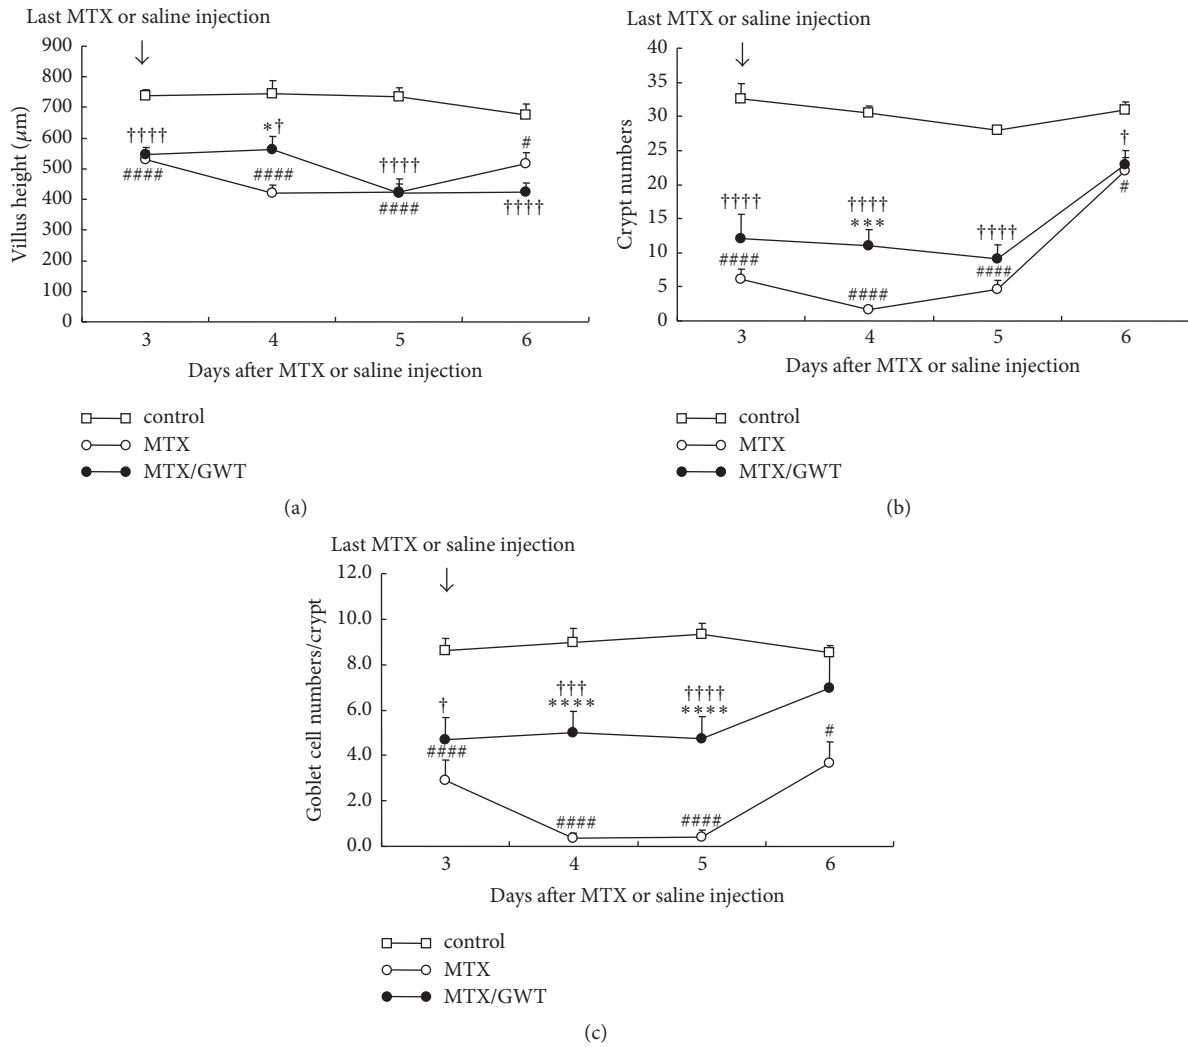 Last MTX or saline injection
900
800
700
600
500
400
300
200
100
0
Villus height (μm)
††††
####
*†
####
††††
####
#
††††
3 4 5 6
Days after MTX or saline injection
control
MTX
MTX/GWT
(a)
Last MTX or saline injection
40
35
30
25
20
15
10
5
0
Crypt numbers
††††
####
††††
***
####
††††
####
†
#
3 4 5 6
Days after MTX or saline injection
control
MTX
MTX/GWT
(b)
Last MTX or saline injection
12.0
10.0
8.0
6.0
4.0
2.0
0.0
Goblet cell numbers/crypt
†
####
†††
****
####
††††
****
####
#
3 4 5 6
Days after MTX or saline injection
control
MTX
MTX/GWT
(c)